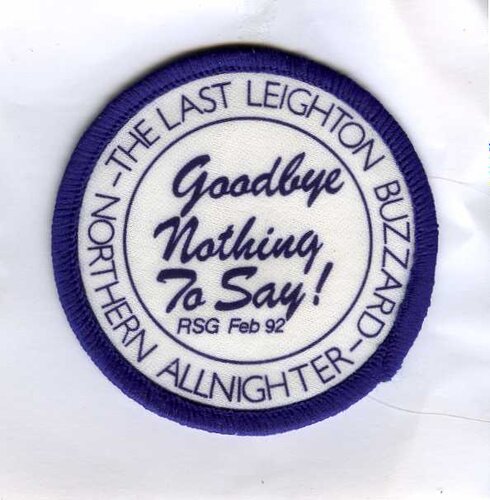 -THE LAST LEIGHTON BUZZARD-
NORTHERN ALLNIGHTER
Goodbye
Nothing
To Say!
RSG Feb 92